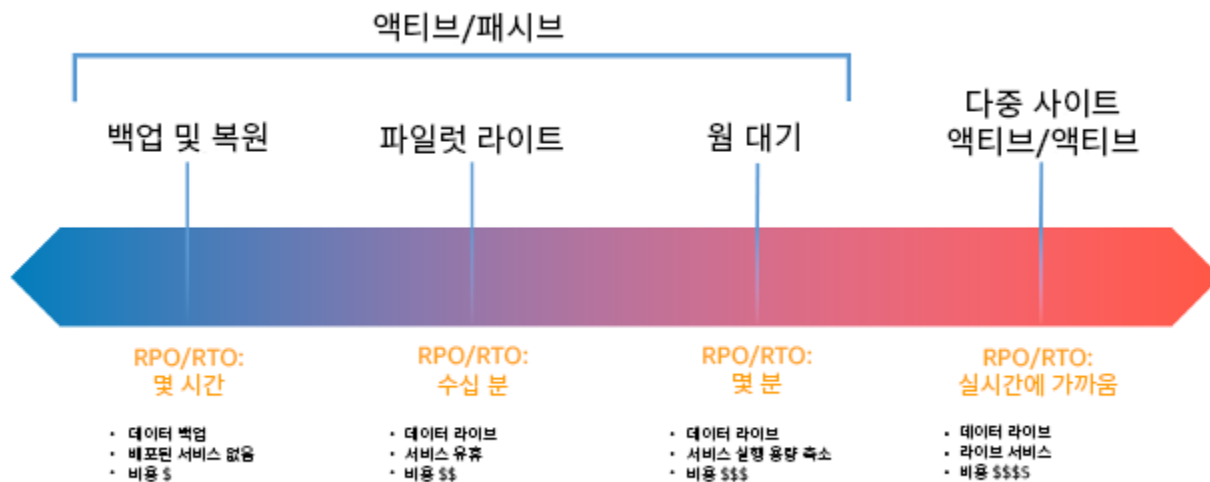 액티브/패시브
백업 및 복원
파일럿 라이트
웜 대기
다중 사이트
액티브/액티브
RPO/RTO:
몇 시간
RPO/RTO:
수십 분
RPO/RTO:
몇 분
RPO/RTO:
실시간에 가까움
• 데이터 백업
• 배포된 서비스 없음
• 비용 $
• 데이터 라이브
• 서비스 유휴
• 비용 $$
• 데이터 라이브
• 서비스 실행 용량 축소
• 비용 $$$
• 데이터 라이브
• 라이브 서비스
• 비용 $$$$